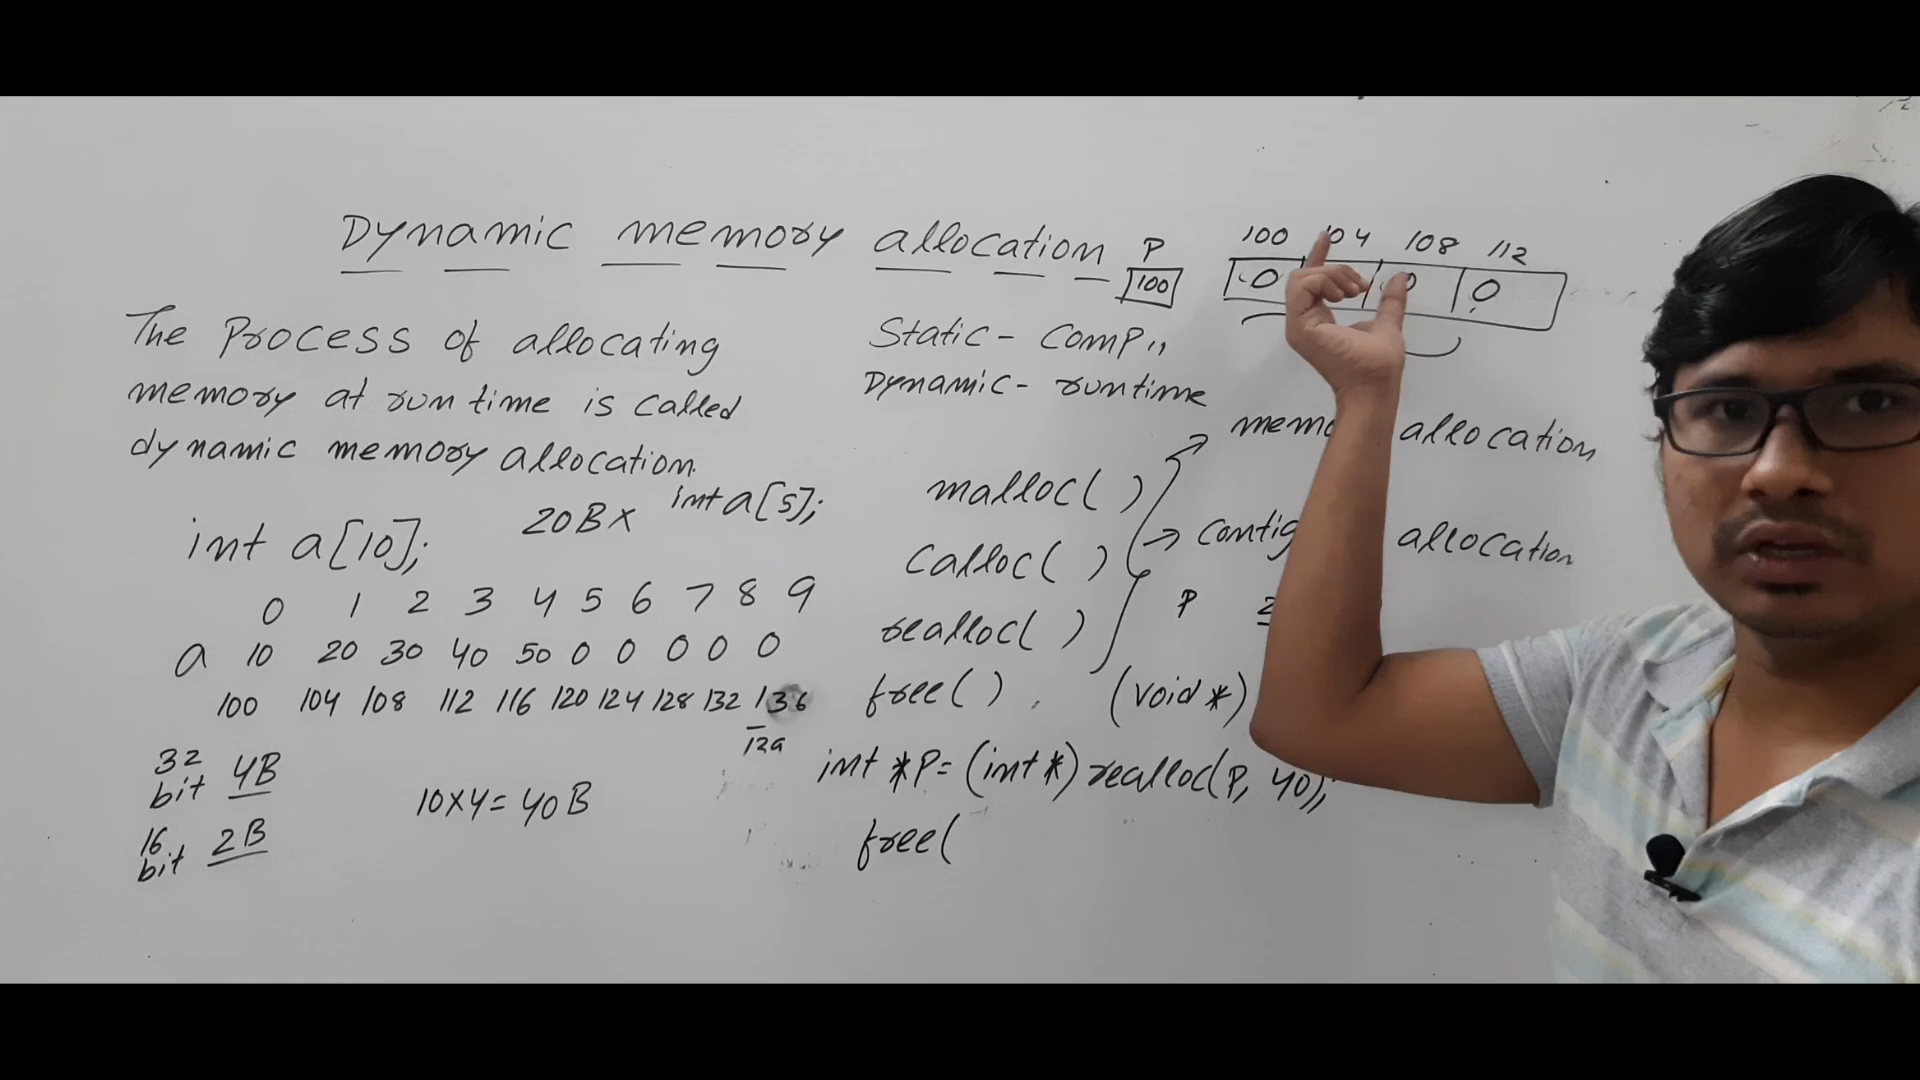 Dynamic memory allocation
P
100
100 104 108 112
0 0 0
The Process of allocating
memory at run time is called
dynamic memory allocation.
Static - Comp"
Dynamic - runtime
int a[10];
20B×
int a[5];
0 1 2 3 4 5 6 7 8 9
a 10 20 30 40 50 0 0 0 0 0
100 104 108 112 116 120 124 128 132 136
32 bit 4B
16 bit 2B
10×4=40B
malloc( )
allocation
calloc( )
allocation
realloc( )
P
free( ) (void*)
int *P= (int*) realloc(P, 40);
free(